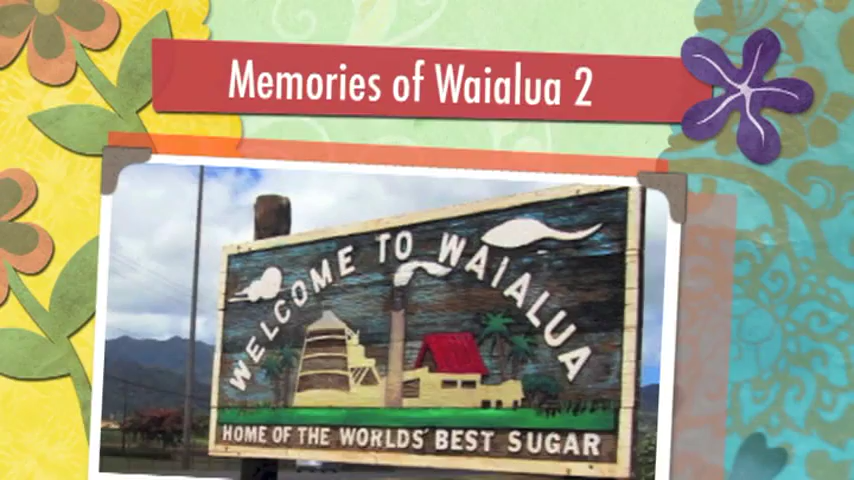 Memories of Waialua 2
WELCOME TO WAIALUA
HOME OF THE WORLDS' BEST SUGAR